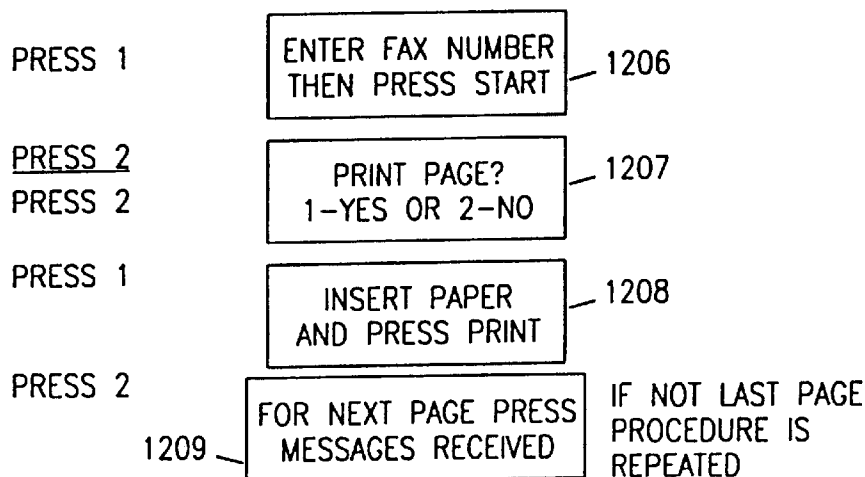 PRESS 1
ENTER FAX NUMBER
THEN PRESS START
1206
PRESS 2
PRESS 2
PRINT PAGE?
1-YES OR 2-NO
1207
PRESS 1
INSERT PAPER
AND PRESS PRINT
1208
PRESS 2
FOR NEXT PAGE PRESS
MESSAGES RECEIVED
1209
IF NOT LAST PAGE
PROCEDURE IS
REPEATED